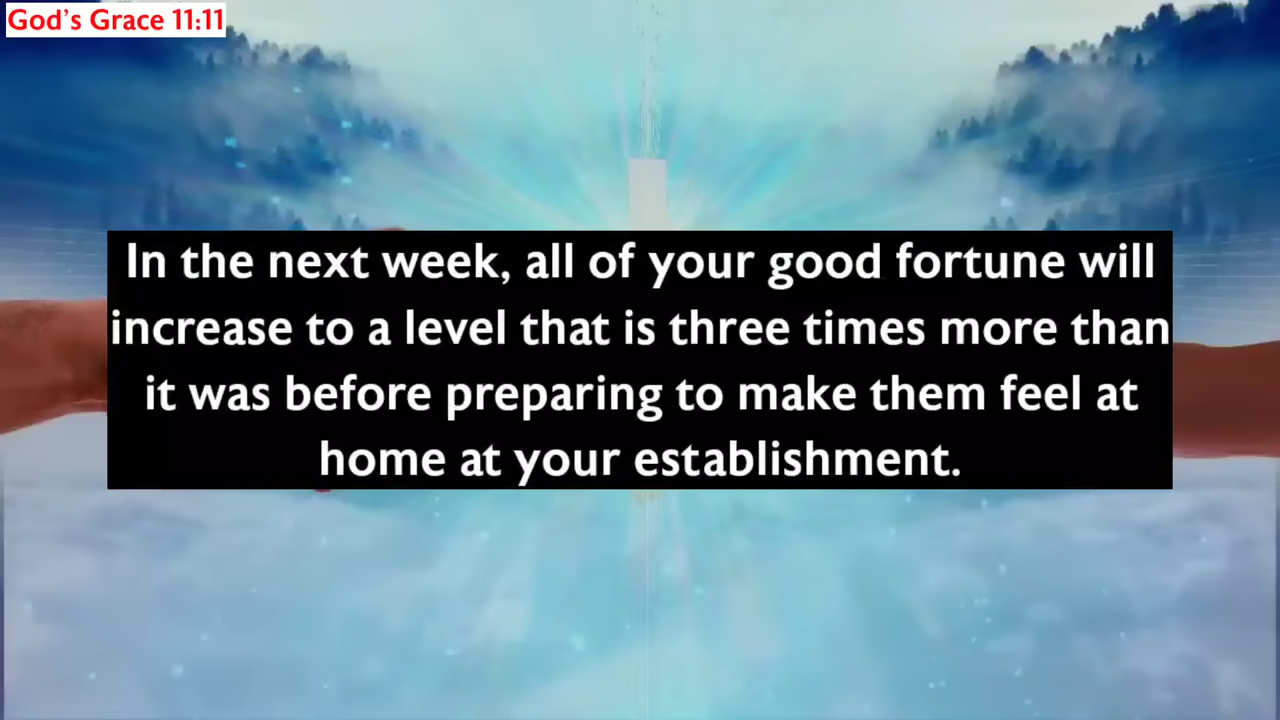 God's Grace 11:11
In the next week, all of your good fortune will
increase to a level that is three times more than
it was before preparing to make them feel at
home at your establishment.